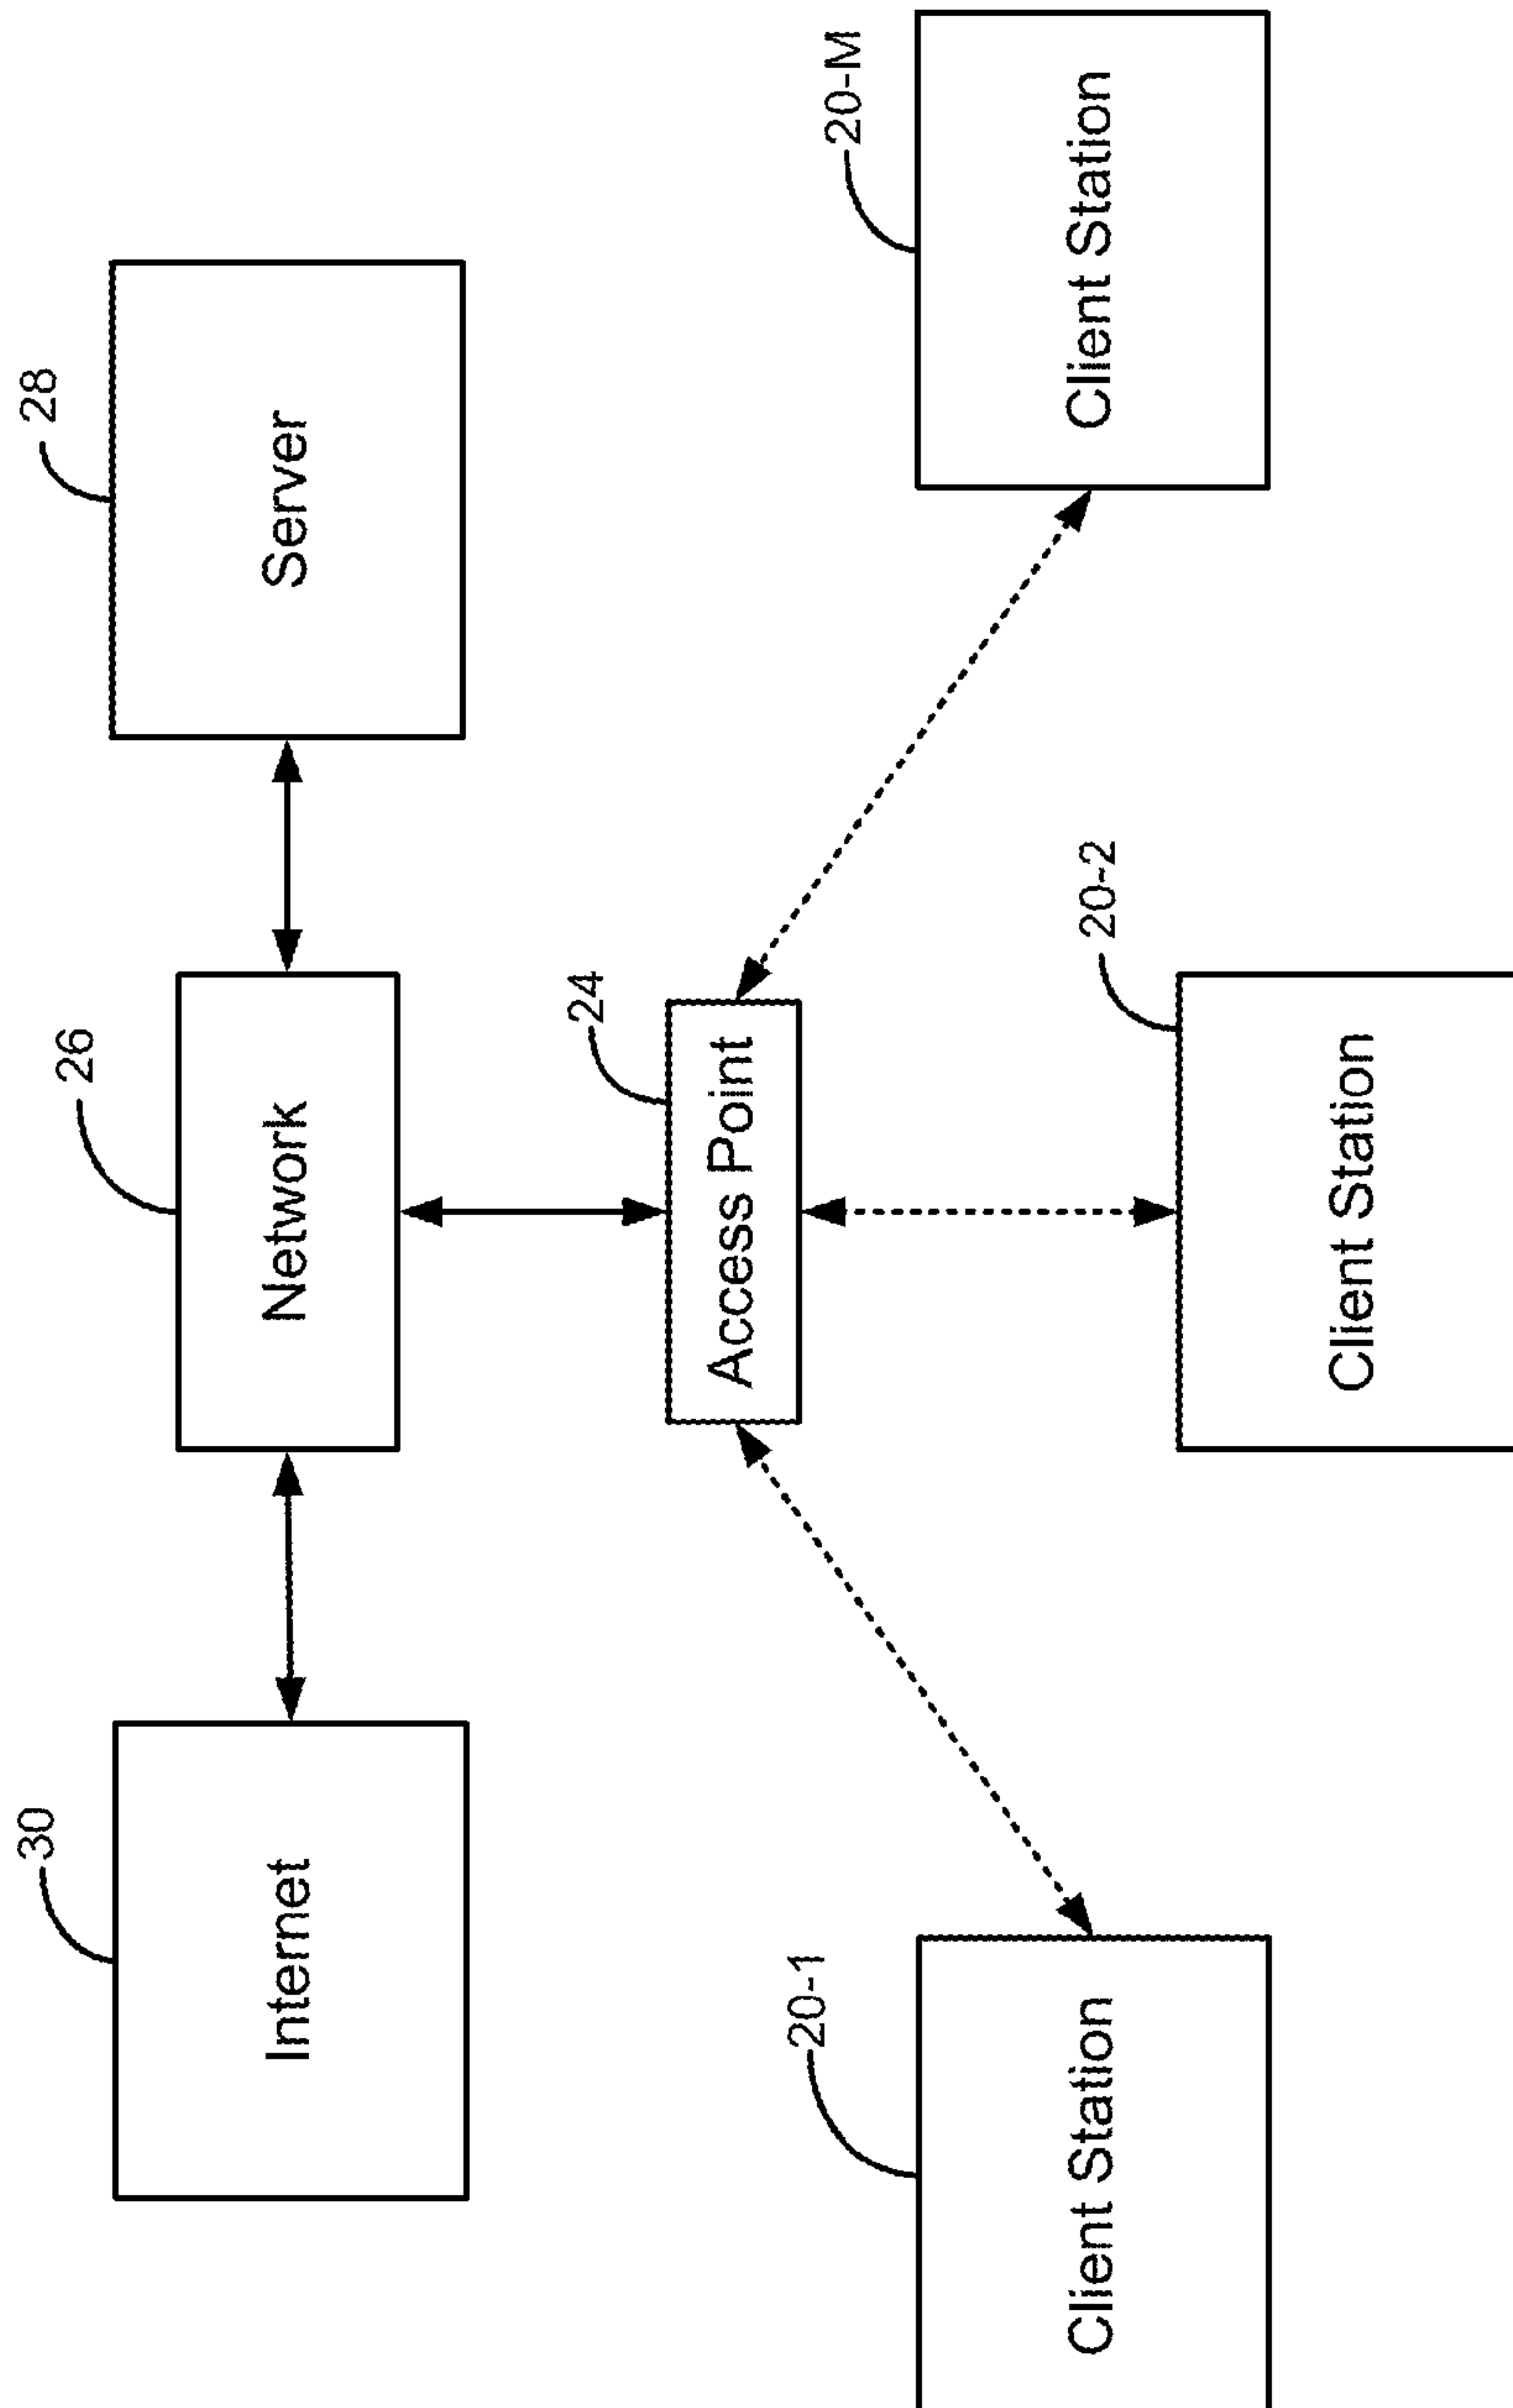 30
Internet
26
Network
28
Server
24
Access Point
20-1
Client Station
20-2
Client Station
20-M
Client Station